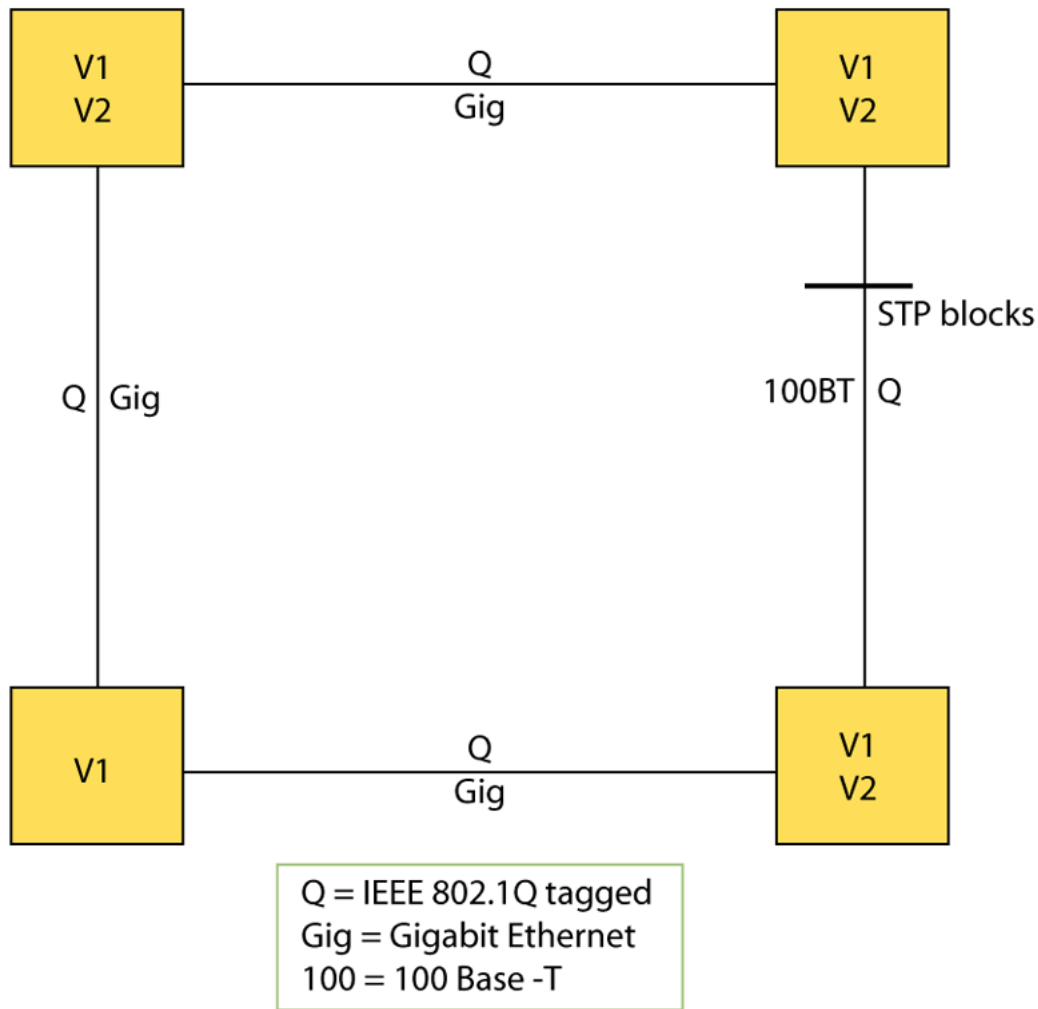 V1
V2
Q
Gig
V1
V2
STP blocks
Q Gig
100BT Q
V1
Q
Gig
V1
V2
Q = IEEE 802.1Q tagged
Gig = Gigabit Ethernet
100 = 100 Base -T